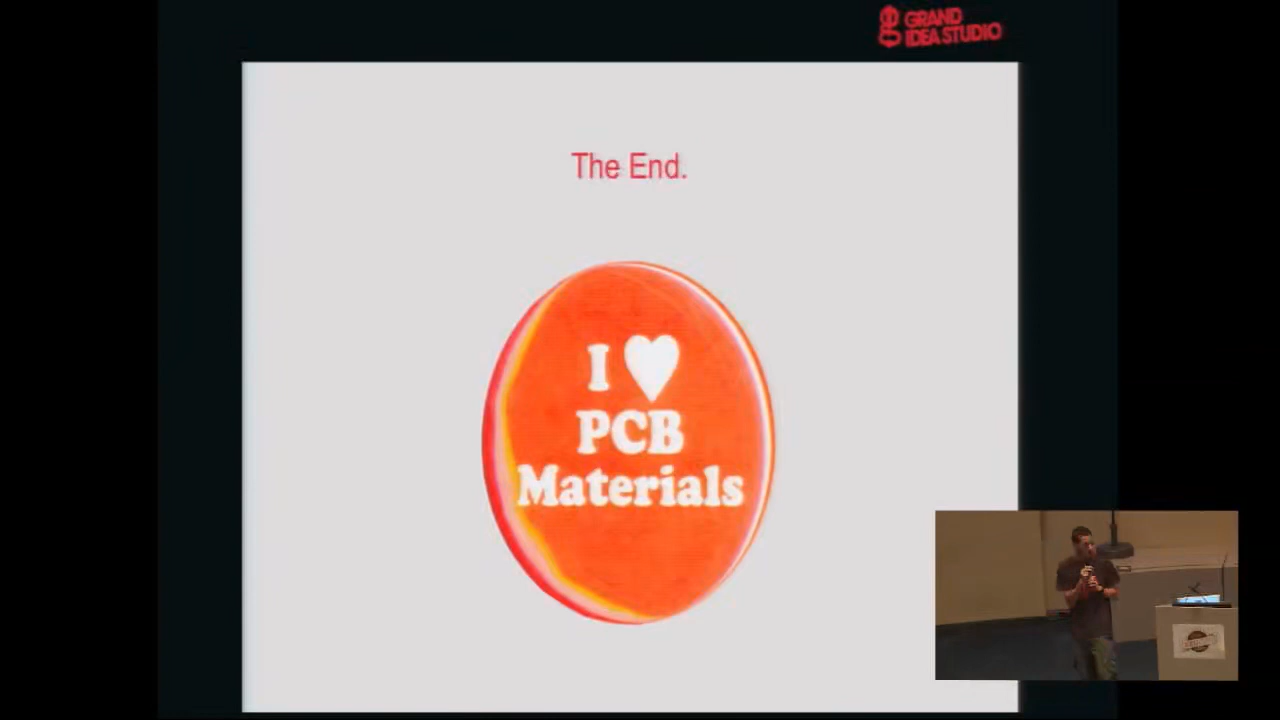 GRAND
IDEA STUDIO
The End.
I ♥
PCB
Materials